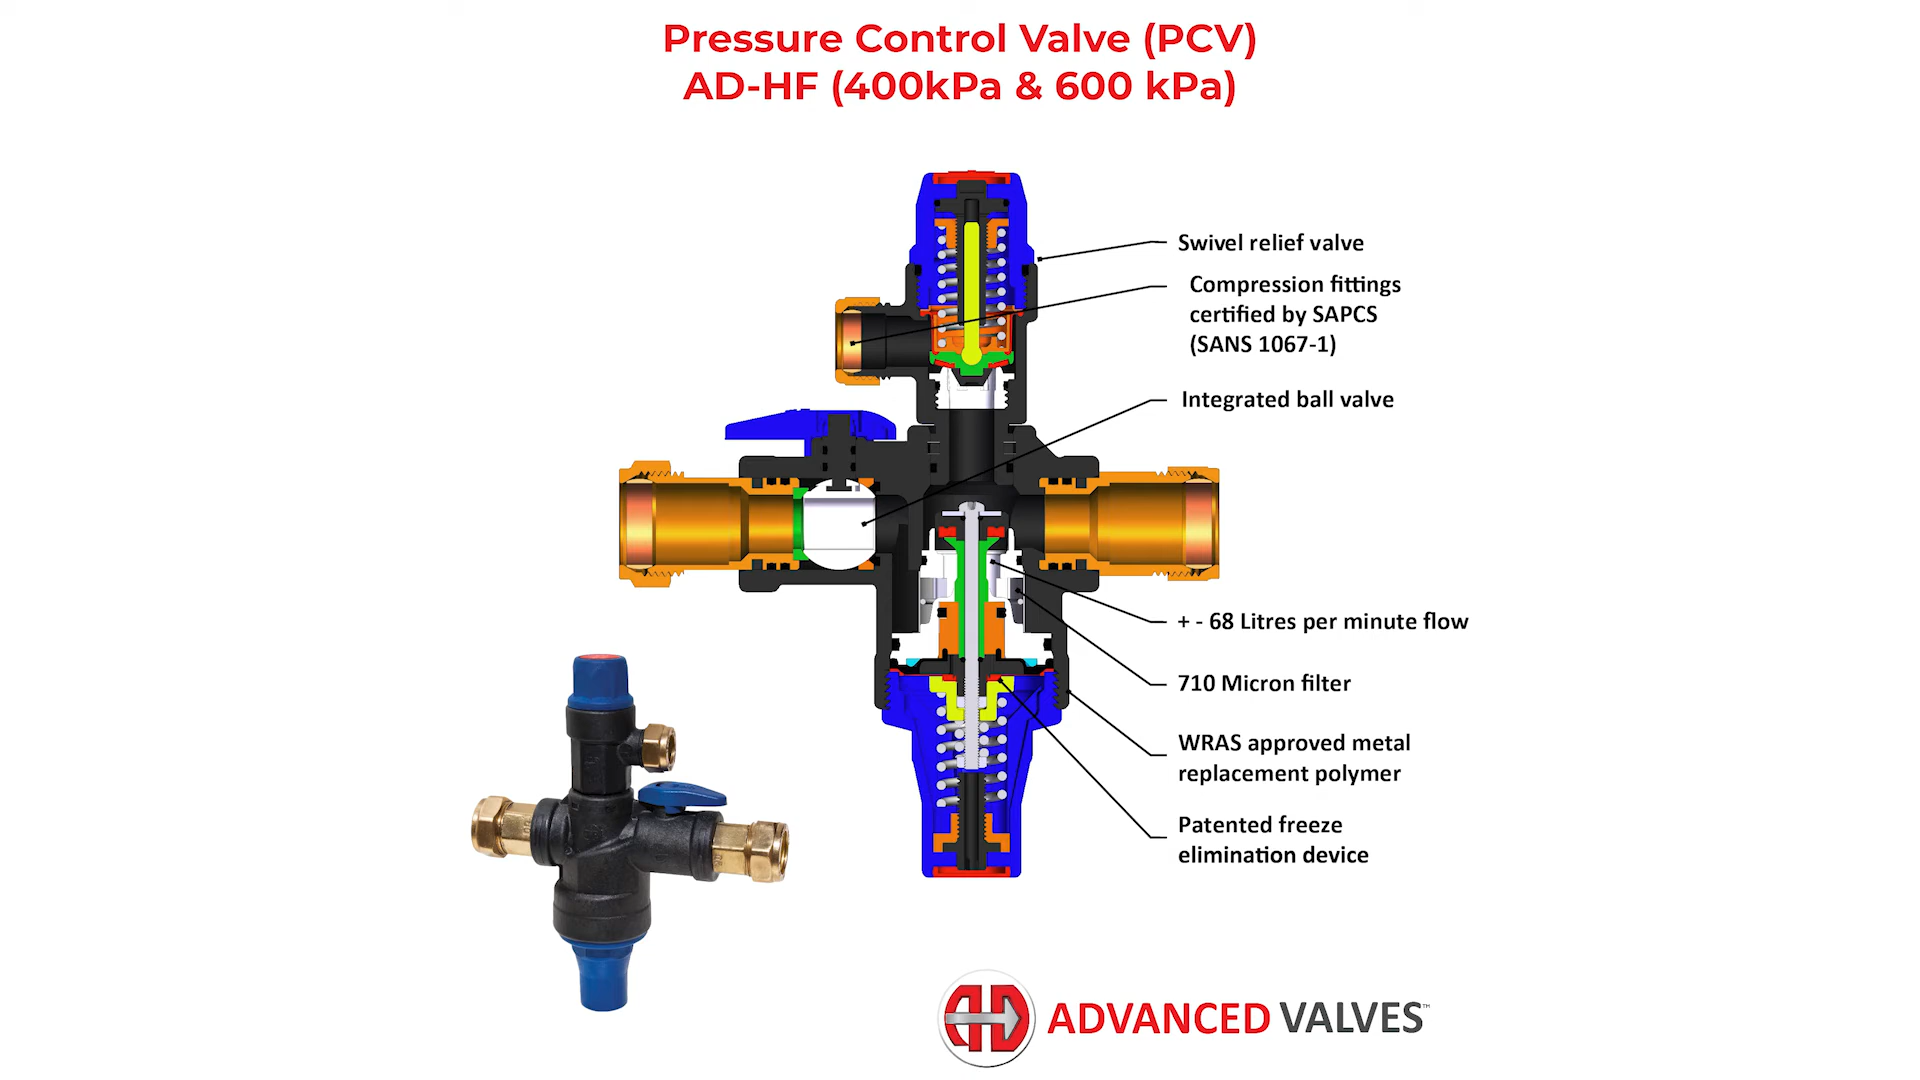 Pressure Control Valve (PCV)
AD-HF (400kPa & 600 kPa)
Swivel relief valve
Compression fittings
certified by SAPCS
(SANS 1067-1)
Integrated ball valve
+ - 68 Litres per minute flow
710 Micron filter
WRAS approved metal
replacement polymer
Patented freeze
elimination device
ADVANCED VALVES™